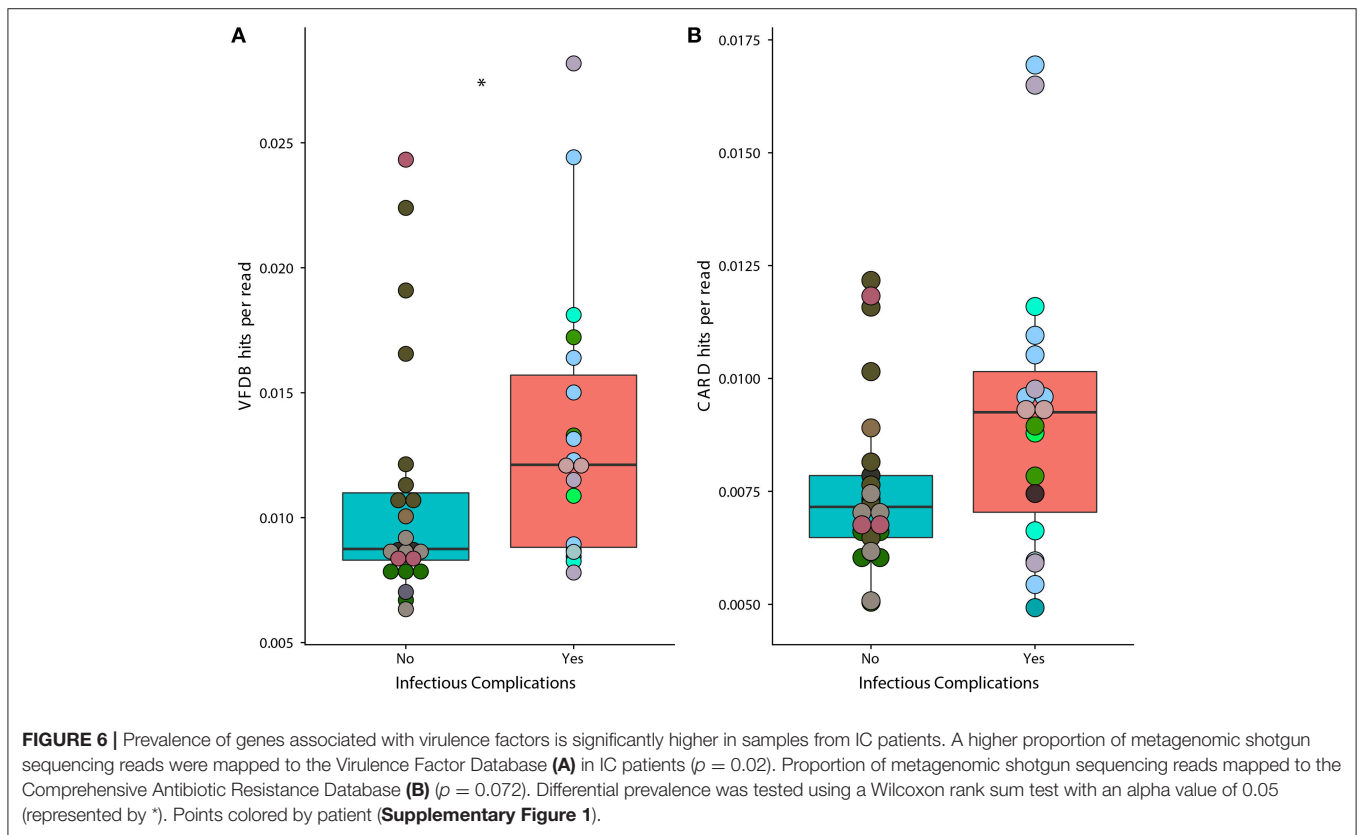 A
*
VFDB hits per read
0.025
0.020
0.015
0.010
0.005
No
Yes
Infectious Complications
B
CARD hits per read
0.0175
0.0150
0.0125
0.0100
0.0075
0.0050
No
Yes
Infectious Complications
FIGURE 6 | Prevalence of genes associated with virulence factors is significantly higher in samples from IC patients. A higher proportion of metagenomic shotgun
sequencing reads were mapped to the Virulence Factor Database (A) in IC patients (p = 0.02). Proportion of metagenomic shotgun sequencing reads mapped to the
Comprehensive Antibiotic Resistance Database (B) (p = 0.072). Differential prevalence was tested using a Wilcoxon rank sum test with an alpha value of 0.05
(represented by *). Points colored by patient (Supplementary Figure 1).